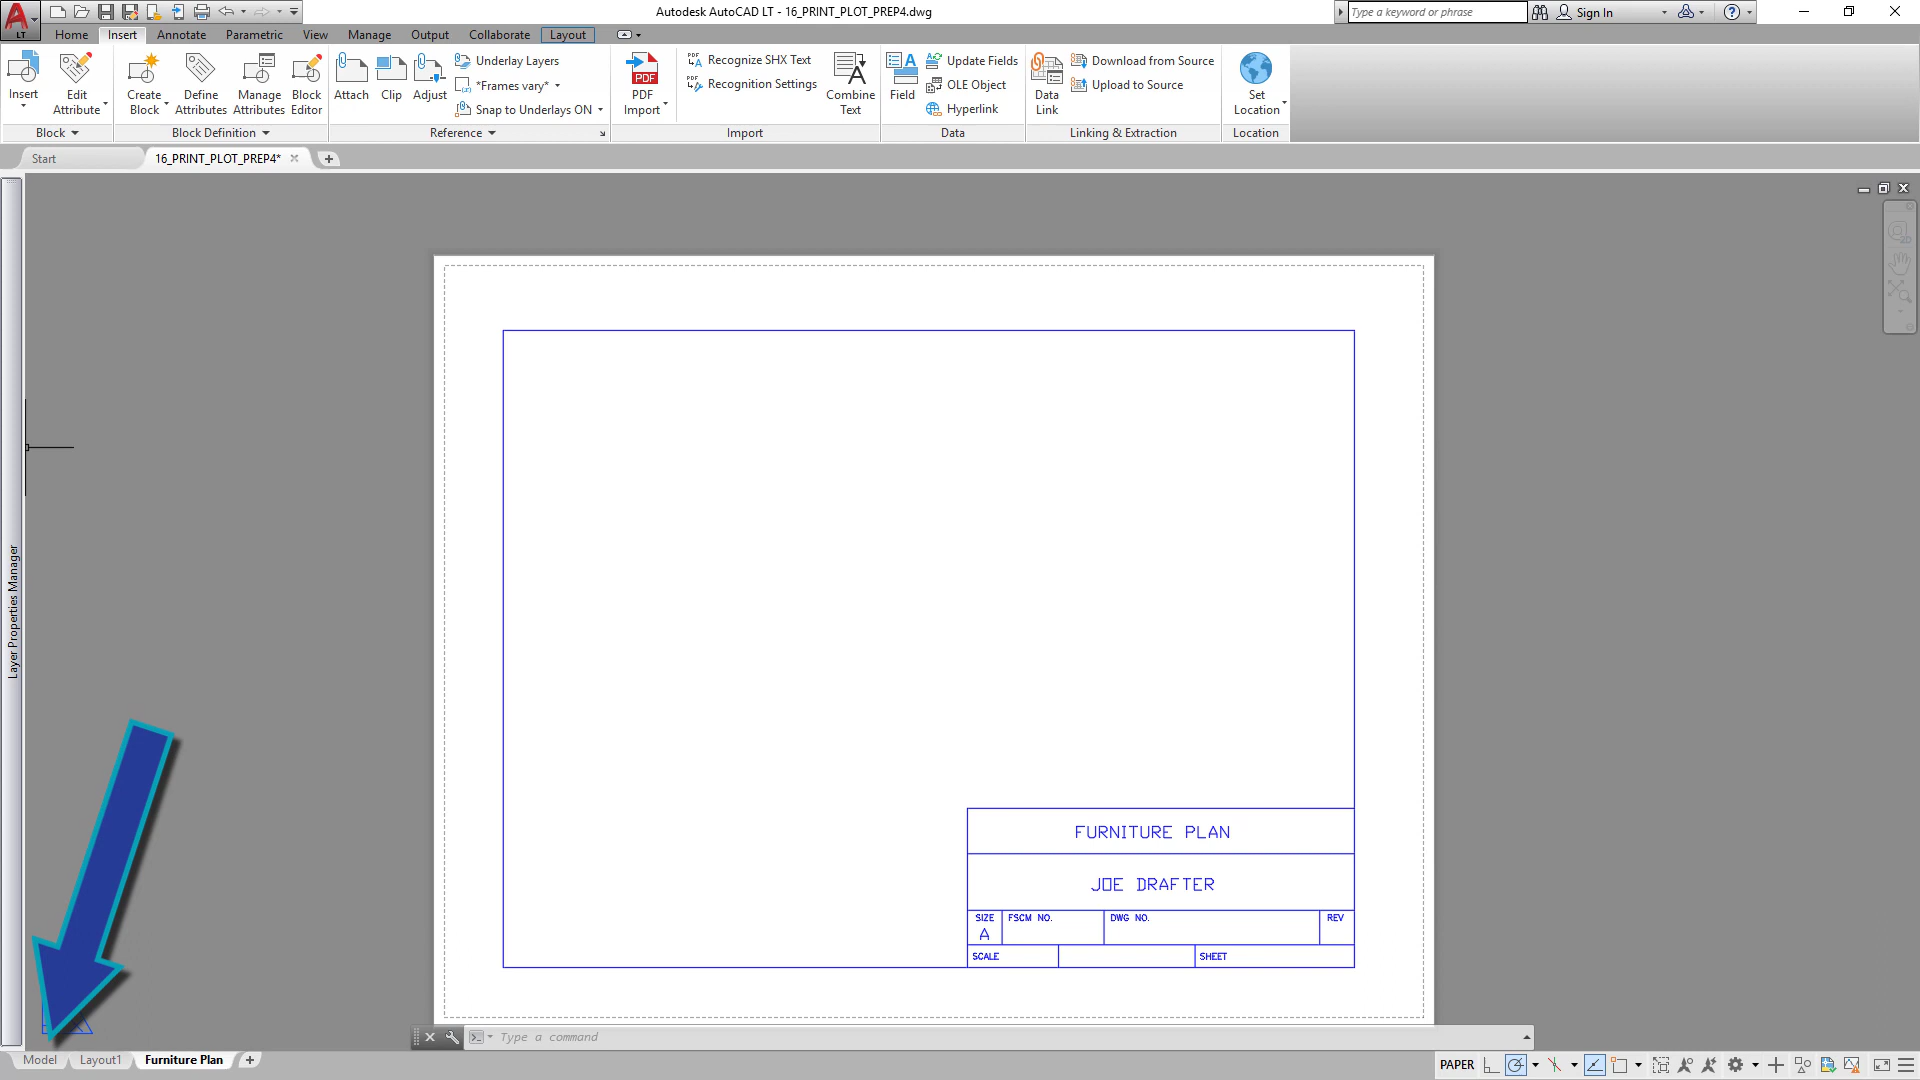 Autodesk AutoCAD LT - 16_PRINT_PLOT_PREP4.dwg
Type a keyword or phrase
Sign In
LT
Home Insert Annotate Parametric View Manage Output Collaborate Layout
Insert
Edit Attribute
Create Block
Define Attributes
Manage Attributes
Block Editor
Attach
Clip
Adjust
Underlay Layers
*Frames vary*
Snap to Underlays ON
PDF
PDF Import
Recognize SHX Text
Recognition Settings
Combine Text
Field
Update Fields
OLE Object
Hyperlink
Data Link
Download from Source
Upload to Source
Set Location
Block
Block Definition
Reference
Import
Data
Linking & Extraction
Location
Start
16_PRINT_PLOT_PREP4*
Layer Properties Manager
FURNITURE PLAN
JOE DRAFTER
SIZE FSCM NO. DWG NO. REV
A
SCALE SHEET
Type a command
Model Layout1 Furniture Plan
PAPER